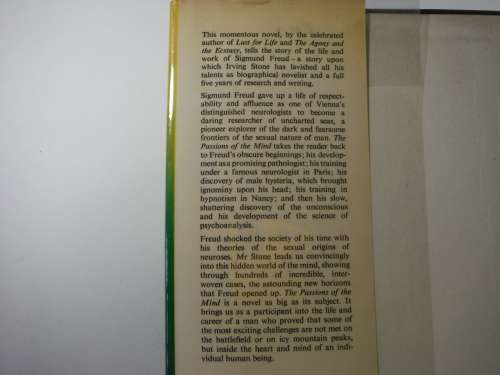 This momentous novel, by the celebrated
author of Lust for Life and The Agony and
the Ecstasy, tells the story of the life and
work of Sigmund Freud – a story upon
which Irving Stone has lavished all his
talents as biographical novelist and a full
five years of research and writing.
Sigmund Freud gave up a life of respect-
ability and affluence as one of Vienna's
distinguished neurologists to become a
daring researcher of uncharted seas, a
pioneer explorer of the dark and fearsome
frontiers of the sexual nature of man. The
Passions of the Mind takes the reader back
to Freud's obscure beginnings; his develop-
ment as a promising pathologist; his training
under a famous neurologist in Paris; his
discovery of male hysteria, which brought
ignominy upon his head; his training in
hypnotism in Nancy; and then his slow,
shattering discovery of the unconscious
and his development of the science of
psychoanalysis.
Freud shocked the society of his time with
his theories of the sexual origins of
neuroses. Mr Stone leads us convincingly
into this hidden world of the mind, showing
through hundreds of incredible, inter-
woven cases, the astounding new horizons
that Freud opened up. The Passions of the
Mind is a novel as big as its subject. It
brings us as a participant into the life and
career of a man who proved that some of
the most exciting challenges are not met on
the battlefield or on icy mountain peaks,
but inside the heart and mind of an indi-
vidual human being.